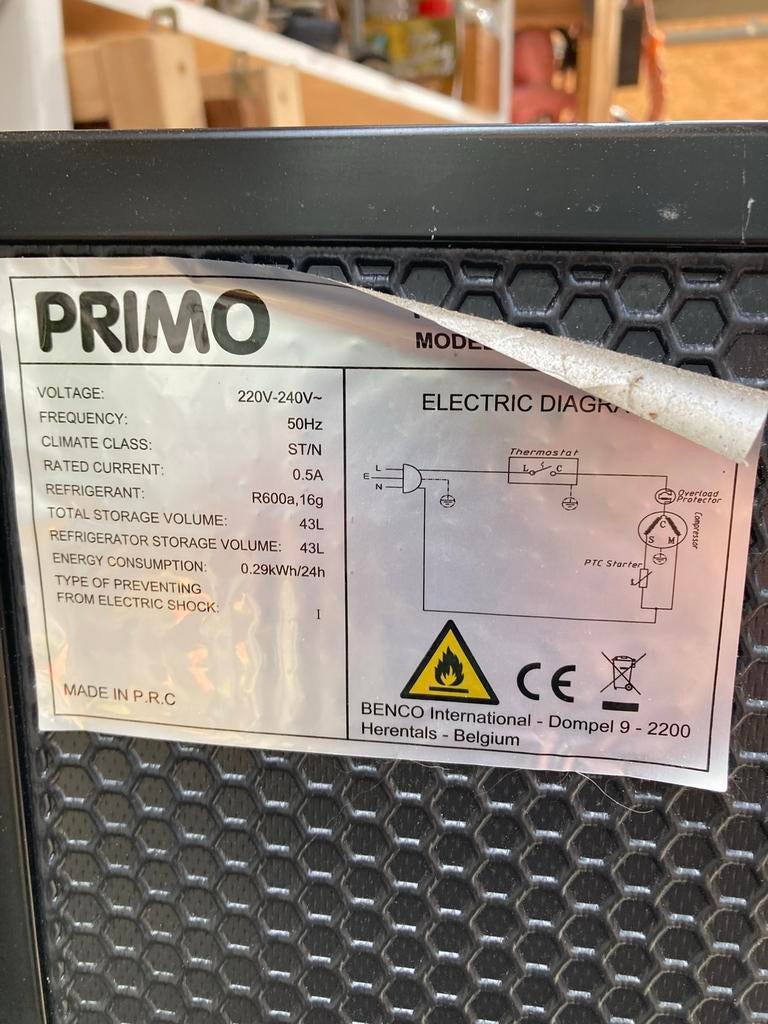 PRIMO
MODEL
VOLTAGE: 220V-240V~
FREQUENCY: 50Hz
CLIMATE CLASS: ST/N
RATED CURRENT: 0.5A
REFRIGERANT: R600a,16g
TOTAL STORAGE VOLUME: 43L
REFRIGERATOR STORAGE VOLUME: 43L
ENERGY CONSUMPTION: 0.29kWh/24h
TYPE OF PREVENTING
FROM ELECTRIC SHOCK: I
MADE IN P.R.C
ELECTRIC DIAGRA
Thermostat
L C
L
E
N
Overload
Protector
C
S M
Compressor
PTC Starter
CE
BENCO International - Dompel 9 - 2200
Herentals - Belgium